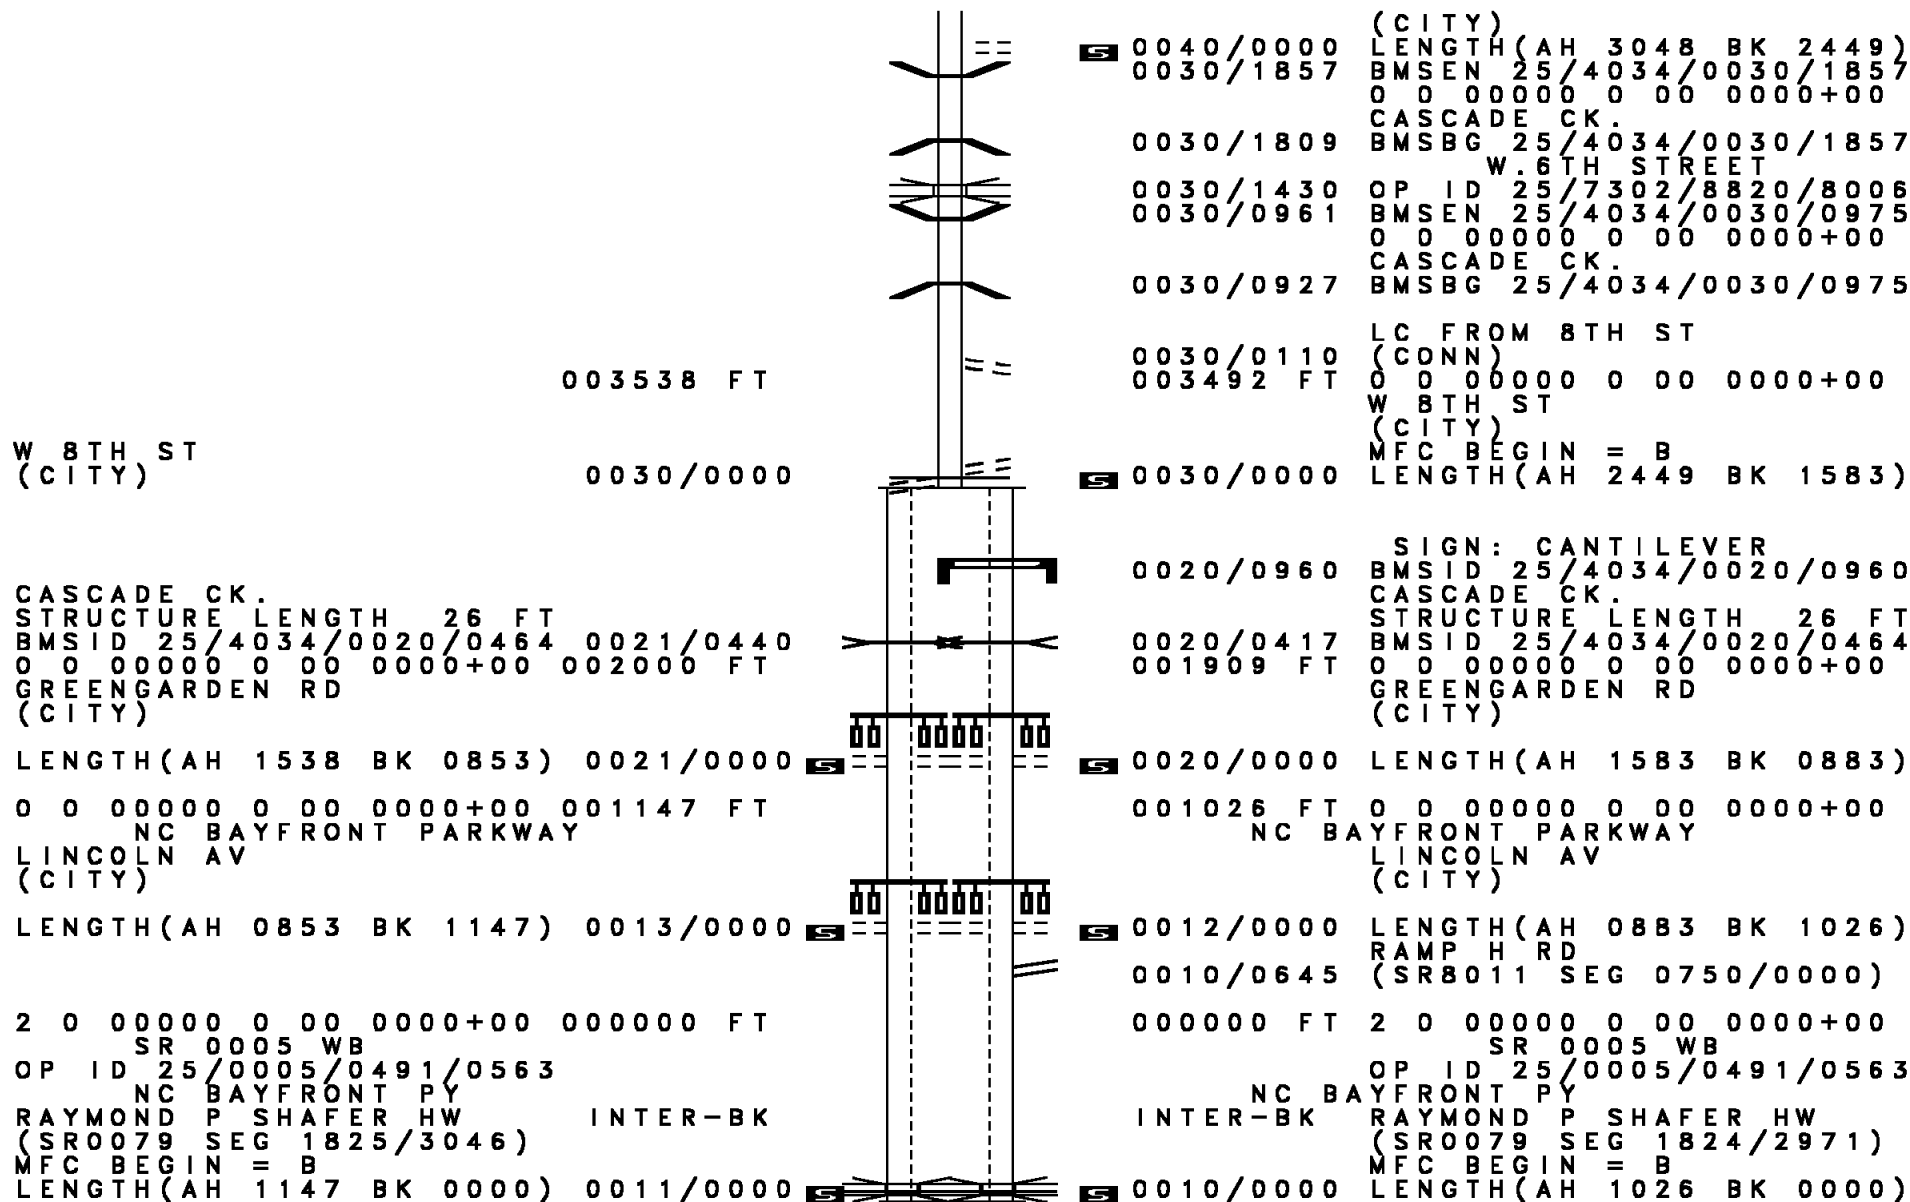 (CITY)
S 0040/0000 LENGTH(AH 3048 BK 2449)
0030/1857 BMSEN 25/4034/0030/1857
0 0 00000 0 00 0000+00
CASCADE CK.
0030/1809 BMSBG 25/4034/0030/1857
W.6TH STREET
0030/1430 OP ID 25/7302/8820/8006
0030/0961 BMSEN 25/4034/0030/0975
0 0 00000 0 00 0000+00
CASCADE CK.
0030/0927 BMSBG 25/4034/0030/0975
LC FROM 8TH ST
0030/0110 (CONN)
003538 FT 003492 FT 0 0 00000 0 00 0000+00
W 8TH ST
(CITY)
W 8TH ST MFC BEGIN = B
(CITY) 0030/0000 S 0030/0000 LENGTH(AH 2449 BK 1583)
SIGN: CANTILEVER
0020/0960 BMSID 25/4034/0020/0960
CASCADE CK. CASCADE CK.
STRUCTURE LENGTH 26 FT STRUCTURE LENGTH 26 FT
BMSID 25/4034/0020/0464 0021/0440 0020/0417 BMSID 25/4034/0020/0464
0 0 00000 0 00 0000+00 002000 FT 001909 FT 0 0 00000 0 00 0000+00
GREENGARDEN RD GREENGARDEN RD
(CITY) (CITY)
LENGTH(AH 1538 BK 0853) 0021/0000 S S 0020/0000 LENGTH(AH 1583 BK 0883)
0 0 00000 0 00 0000+00 001147 FT 001026 FT 0 0 00000 0 00 0000+00
NC BAYFRONT PARKWAY NC BAYFRONT PARKWAY
LINCOLN AV LINCOLN AV
(CITY) (CITY)
LENGTH(AH 0853 BK 1147) 0013/0000 S S 0012/0000 LENGTH(AH 0883 BK 1026)
RAMP H RD
0010/0645 (SR8011 SEG 0750/0000)
2 0 00000 0 00 0000+00 000000 FT 000000 FT 2 0 00000 0 00 0000+00
SR 0005 WB SR 0005 WB
OP ID 25/0005/0491/0563 OP ID 25/0005/0491/0563
NC BAYFRONT PY NC BAYFRONT PY
RAYMOND P SHAFER HW INTER-BK INTER-BK RAYMOND P SHAFER HW
(SR0079 SEG 1825/3046) (SR0079 SEG 1824/2971)
MFC BEGIN = B MFC BEGIN = B
LENGTH(AH 1147 BK 0000) 0011/0000 S S 0010/0000 LENGTH(AH 1026 BK 0000)